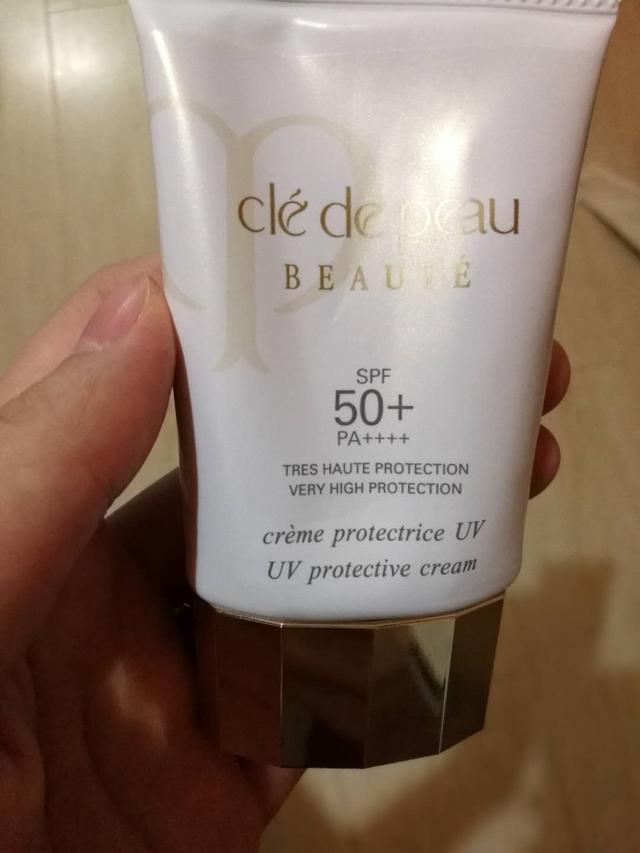 clé de peau
BEAUTÉ
SPF
50+
PA++++
TRES HAUTE PROTECTION
VERY HIGH PROTECTION
crème protectrice UV
UV protective cream